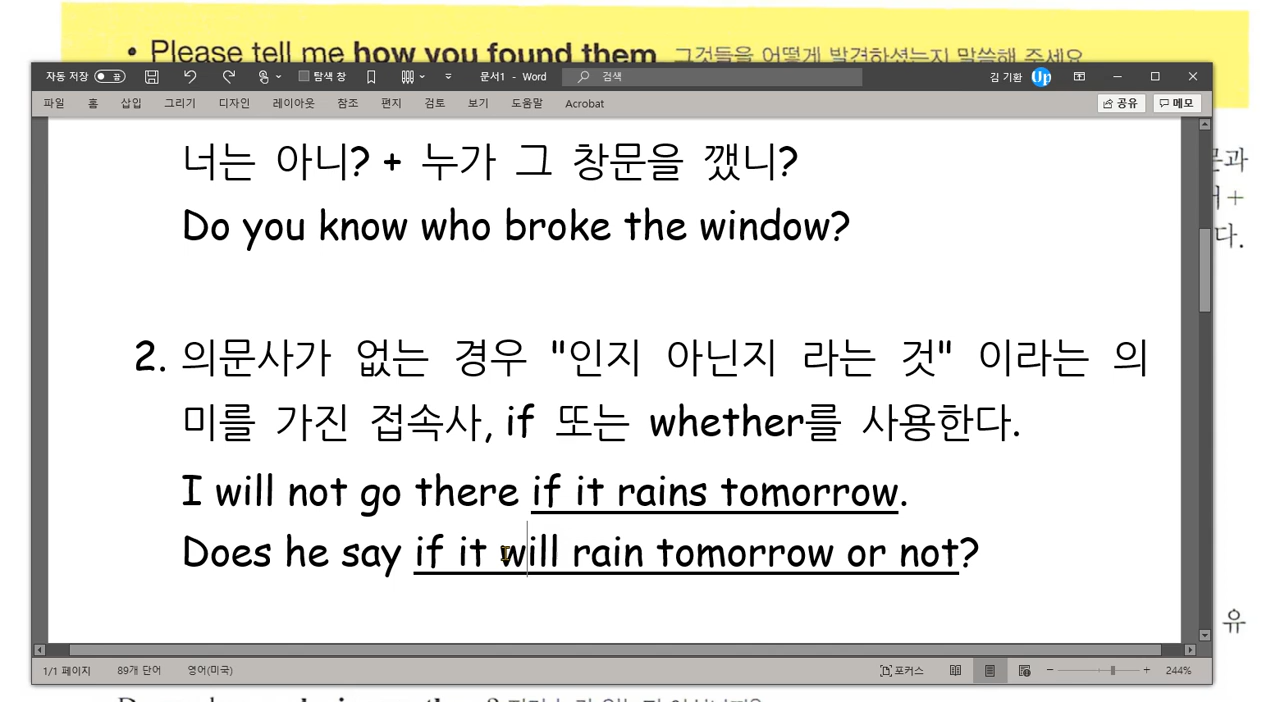 • Please tell me how you found them 그것들을 어떻게 발견하셨는지 말씀해 주세요
자동 저장 문서1 - Word 검색 김 기환 Up
탐색 창
파일 홈 삽입 그리기 디자인 레이아웃 참조 편지 검토 보기 도움말 Acrobat 공유 메모
너는 아니? + 누가 그 창문을 깼니?
Do you know who broke the window?
2. 의문사가 없는 경우 "인지 아닌지 라는 것" 이라는 의
미를 가진 접속사, if 또는 whether를 사용한다.
I will not go there if it rains tomorrow.
Does he say if it will rain tomorrow or not?
+
다.
유
1/1 페이지 89개 단어 영어(미국) 포커스 244%